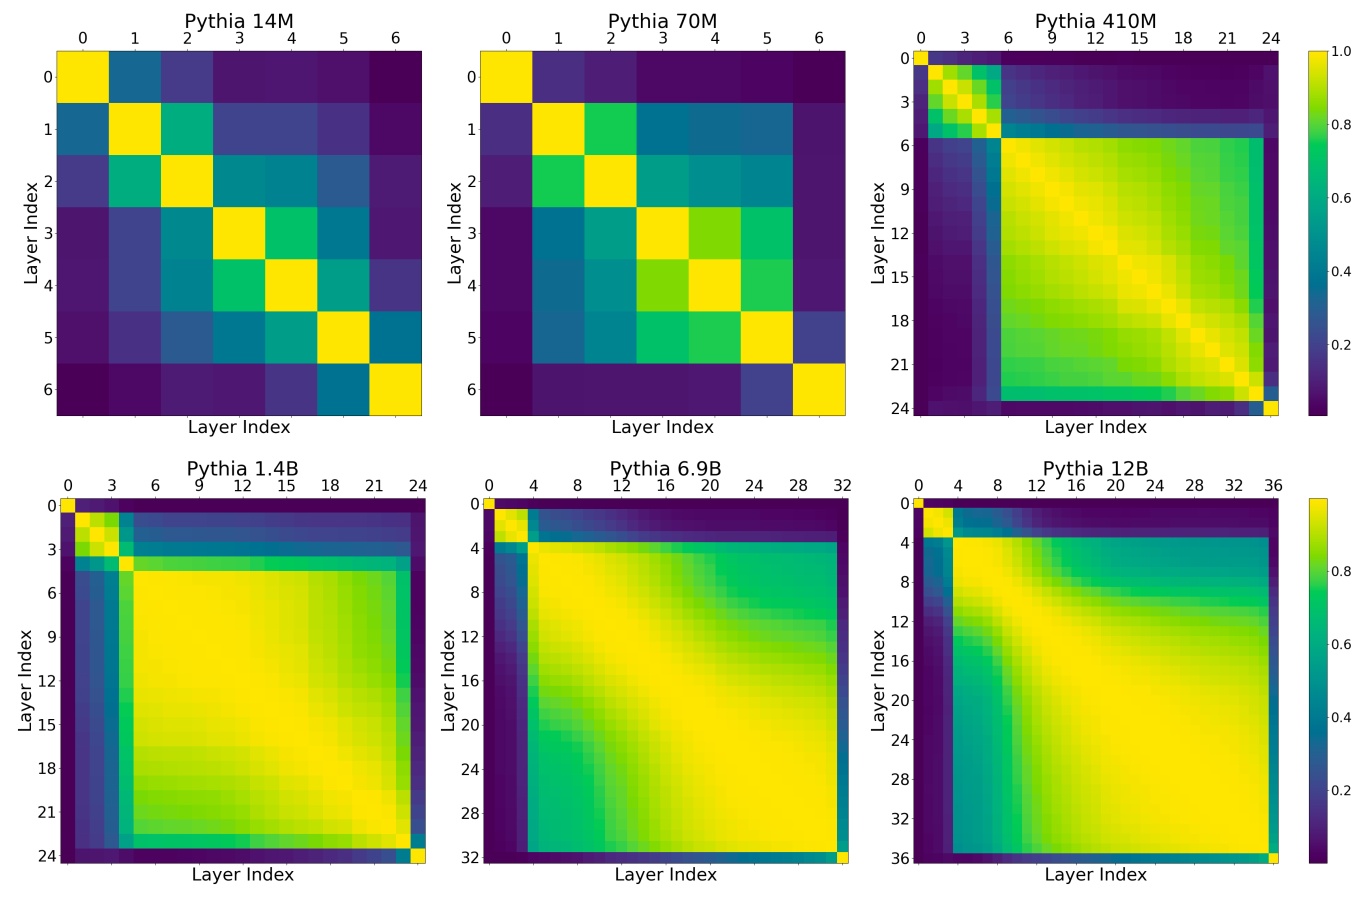 Pythia 14M
0 1 2 3 4 5 6
Layer Index
0
1
2
3
4
5
6
Layer Index
Pythia 70M
0 1 2 3 4 5 6
Layer Index
0
1
2
3
4
5
6
Layer Index
Pythia 410M
0 3 6 9 12 15 18 21 24
Layer Index
0
3
6
9
12
15
18
21
24
Layer Index
1.0
0.8
0.6
0.4
0.2
Pythia 1.4B
0 3 6 9 12 15 18 21 24
Layer Index
0
3
6
9
12
15
18
21
24
Layer Index
Pythia 6.9B
0 4 8 12 16 20 24 28 32
Layer Index
0
4
8
12
16
20
24
28
32
Layer Index
Pythia 12B
0 4 8 12 16 20 24 28 32 36
Layer Index
0
4
8
12
16
20
24
28
32
36
Layer Index
0.8
0.6
0.4
0.2